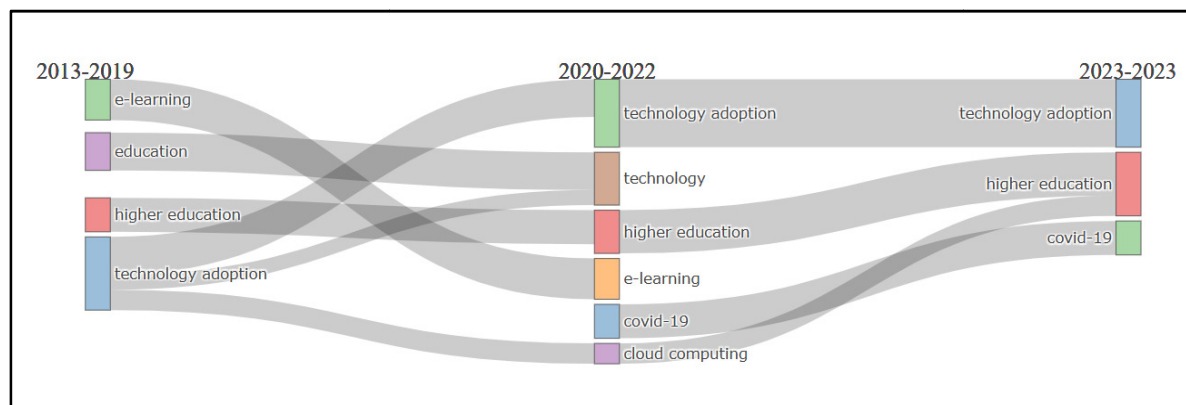 2013-2019 2020-2022 2023-2023
e-learning
education
higher education
technology adoption
technology adoption
technology
higher education
e-learning
covid-19
cloud computing
technology adoption
higher education
covid-19